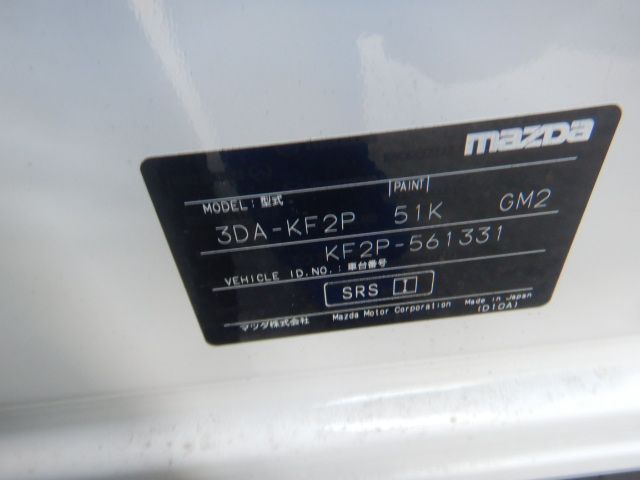 mazda
MODEL: 型式 PAINT
3DA-KF2P 51K GM2
KF2P-561331
VEHICLE ID.NO.: 車台番号
SRS
マツダ株式会社 Mazda Motor Corporation Made in Japan
(D10A)